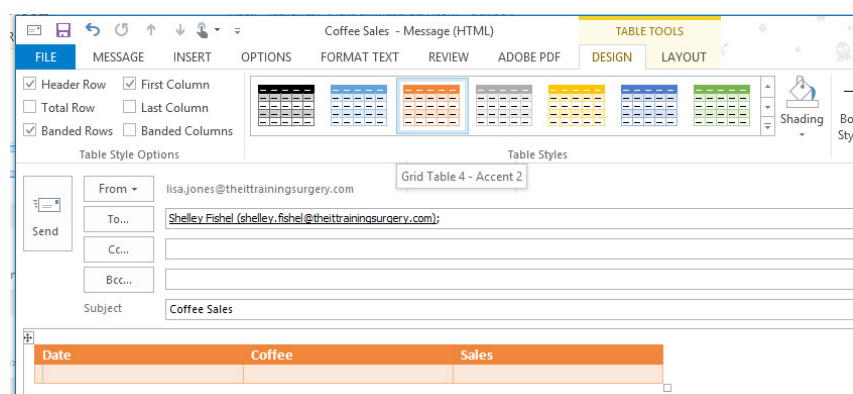 Coffee Sales - Message (HTML) TABLE TOOLS
FILE MESSAGE INSERT OPTIONS FORMAT TEXT REVIEW ADOBE PDF DESIGN LAYOUT
Header Row First Column
Total Row Last Column
Banded Rows Banded Columns
Shading
Table Style Options Table Styles
Grid Table 4 - Accent 2
Send
From lisa.jones@theittrainingsurgery.com
To... Shelley Fishel (shelley.fishel@theittrainingsurgery.com);
Cc...
Bcc...
Subject Coffee Sales
Date Coffee Sales